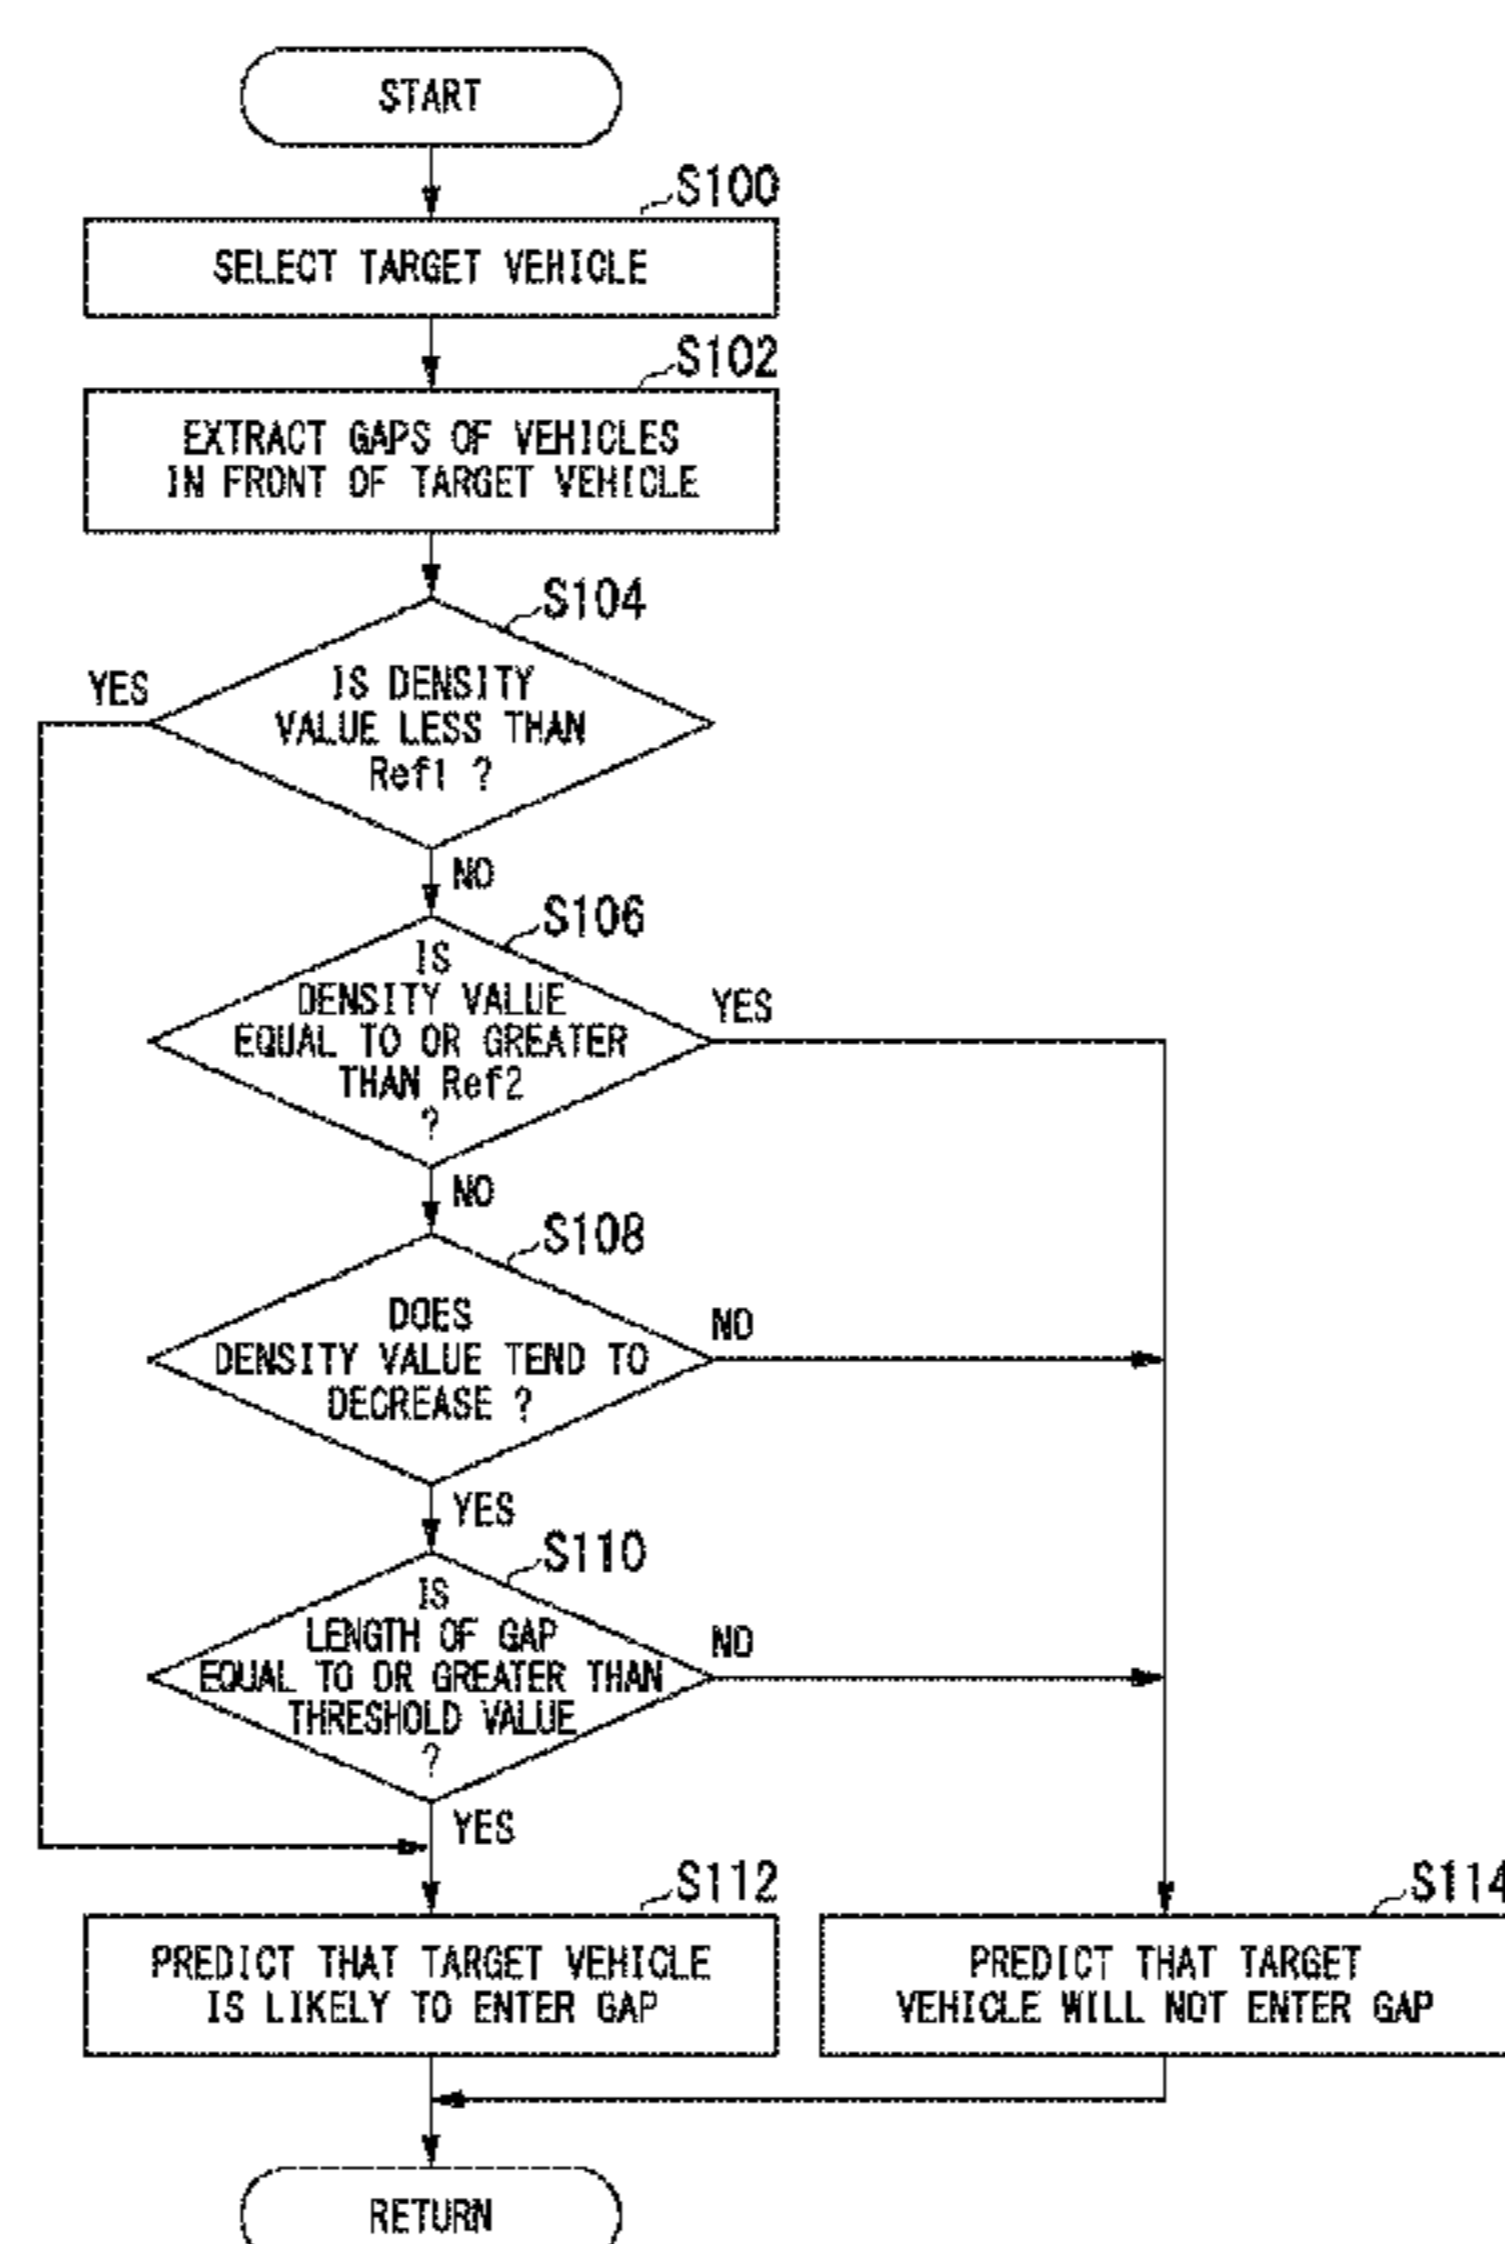 START
S100
SELECT TARGET VEHICLE
S102
EXTRACT GAPS OF VEHICLES
IN FRONT OF TARGET VEHICLE
S104
IS DENSITY
VALUE LESS THAN
Ref1 ?
YES
NO
S106
IS
DENSITY VALUE
EQUAL TO OR GREATER
THAN Ref2
?
YES
NO
S108
DOES
DENSITY VALUE TEND TO
DECREASE ?
NO
YES
S110
IS
LENGTH OF GAP
EQUAL TO OR GREATER THAN
THRESHOLD VALUE
?
NO
YES
S112
PREDICT THAT TARGET VEHICLE
IS LIKELY TO ENTER GAP
S114
PREDICT THAT TARGET
VEHICLE WILL NOT ENTER GAP
RETURN